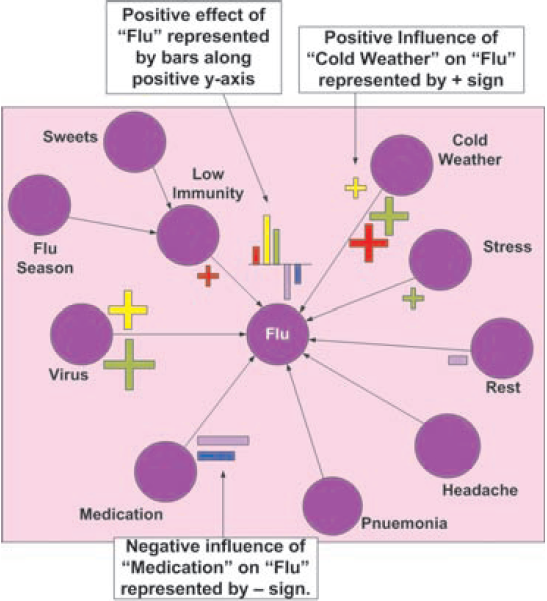 Positive effect of
“Flu” represented
by bars along
positive y-axis
Positive Influence of
“Cold Weather” on “Flu”
represented by + sign
Sweets
Cold
Weather
Low
Immunity
Flu
Season
Stress
Flu
Virus
Rest
Headache
Medication
Pnuemonia
Negative influence of
“Medication” on “Flu”
represented by – sign.